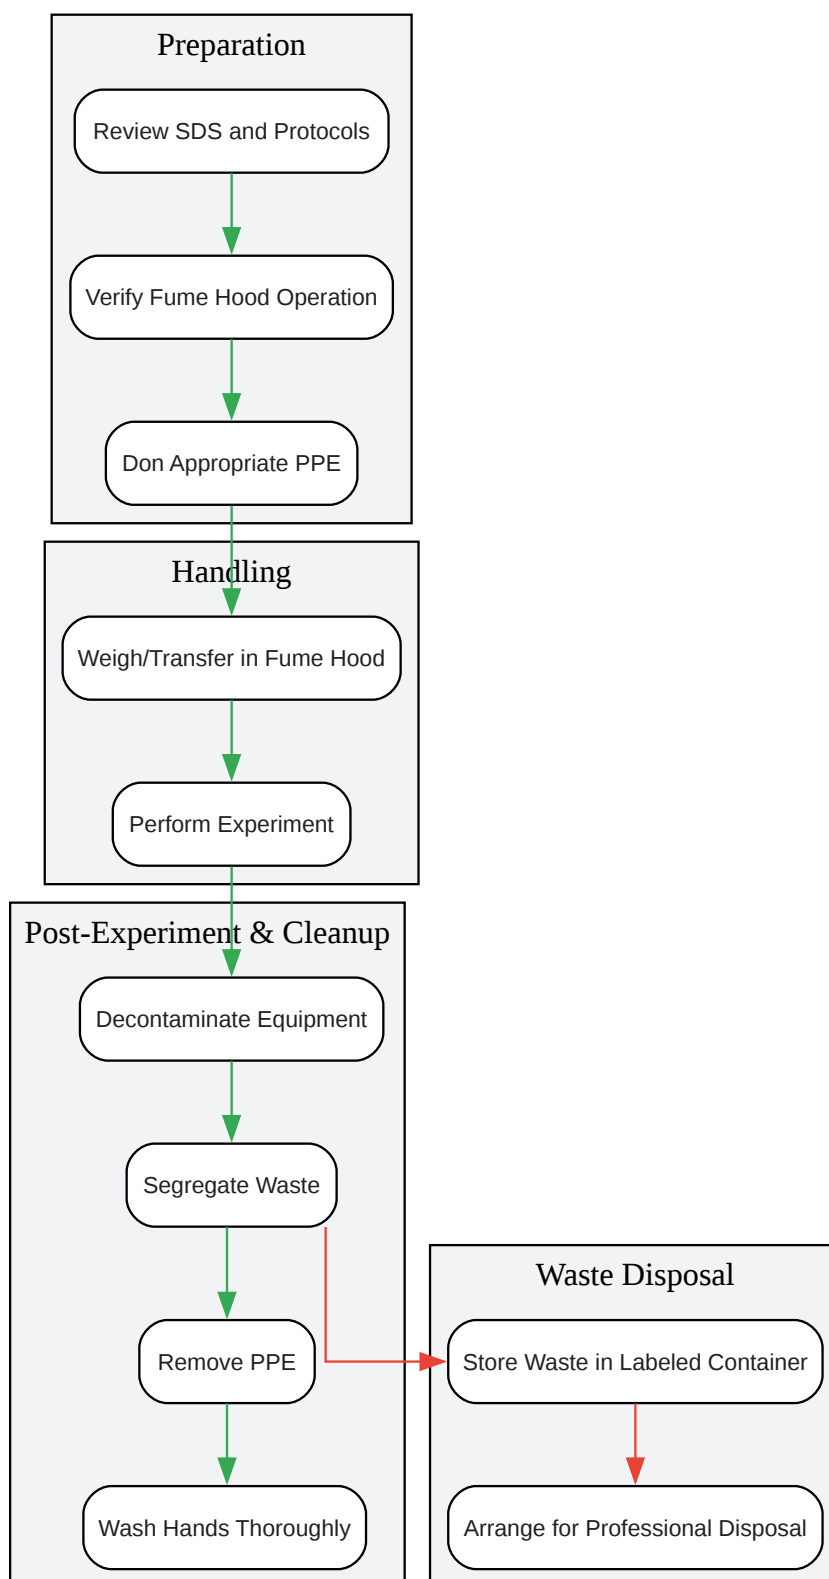 Preparation
Review SDS and Protocols
Verify Fume Hood Operation
Don Appropriate PPE
Handling
Weigh/Transfer in Fume Hood
Perform Experiment
Post-Experiment & Cleanup
Decontaminate Equipment
Segregate Waste
Remove PPE
Wash Hands Thoroughly
Waste Disposal
Store Waste in Labeled Container
Arrange for Professional Disposal